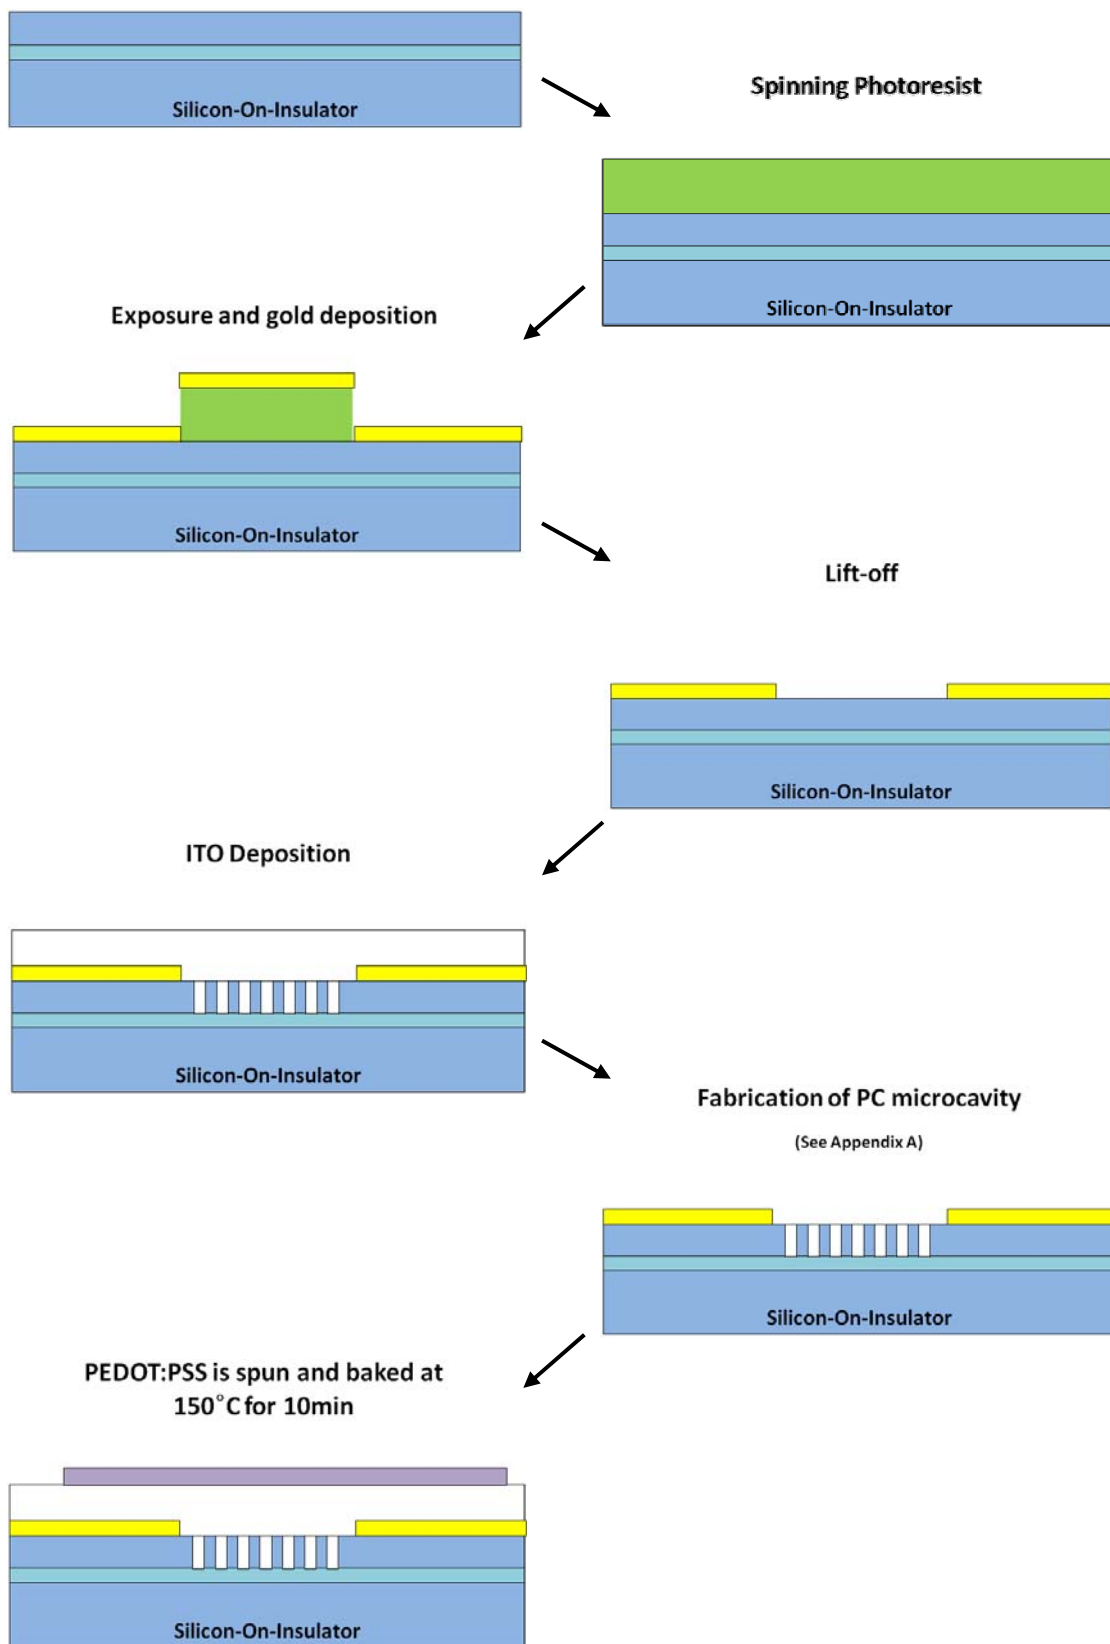 Silicon-On-Insulator
Spinning Photoresist
Silicon-On-Insulator
Exposure and gold deposition
Silicon-On-Insulator
Lift-off
Silicon-On-Insulator
ITO Deposition
Silicon-On-Insulator
Fabrication of PC microcavity
(See Appendix A)
Silicon-On-Insulator
PEDOT:PSS is spun and baked at
150°C for 10min
Silicon-On-Insulator